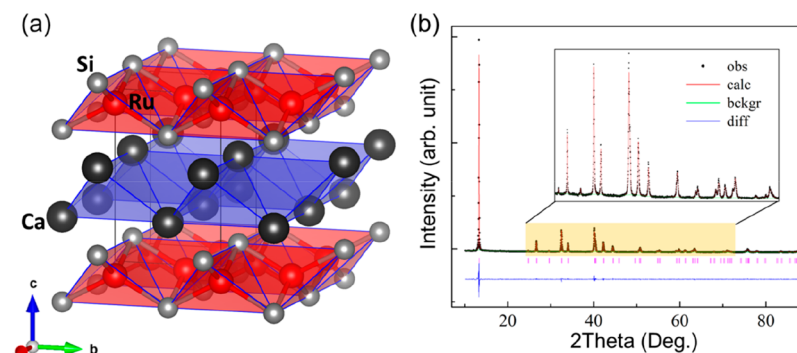 (a)
Si
Ru
Ca
c
b
(b)
Intensity (arb. unit)
obs
calc
bckgr
diff
20 40 60 80
2Theta (Deg.)